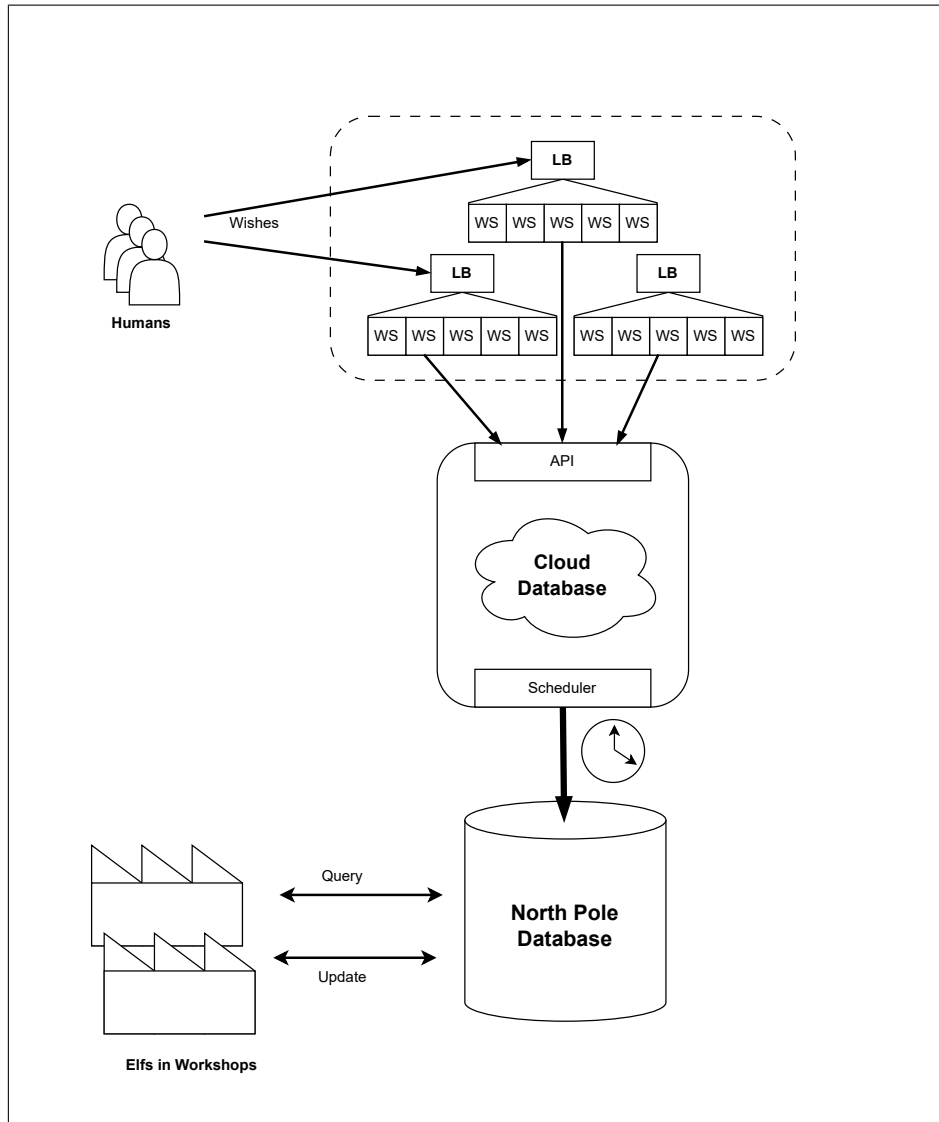 LB
Wishes
WS WS WS WS WS
LB
LB
Humans
WS WS WS WS WS
WS WS WS WS WS
API
Cloud
Database
Scheduler
Query
North Pole
Database
Update
Elfs in Workshops